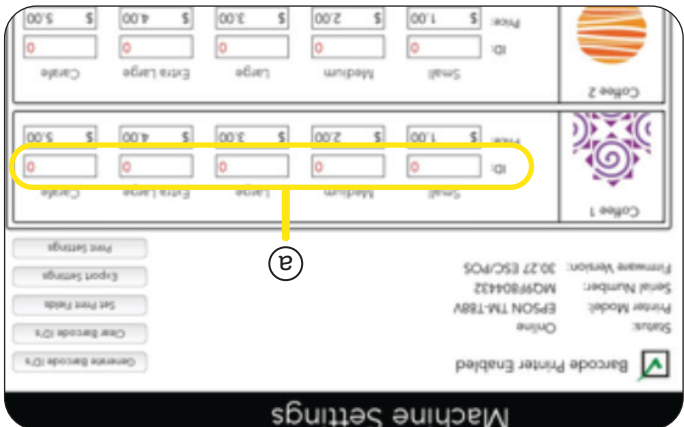 Machine Settings
Barcode Printer Enabled
Status: Online
Printer Model: EPSON TM-T88V
Serial Number: MQ9F804432
Firmware Version: 30.27 ESC/POS
Generate Barcode ID's
Clear Barcode ID's
Set Print Fields
Export Settings
Print Settings
a
Coffee 1
Small Medium Large Extra Large Carafe
ID: 0 0 0 0 0
Price: $ 1.00 $ 2.00 $ 3.00 $ 4.00 $ 5.00
Coffee 2
Small Medium Large Extra Large Carafe
ID: 0 0 0 0 0
Price: $ 1.00 $ 2.00 $ 3.00 $ 4.00 $ 5.00